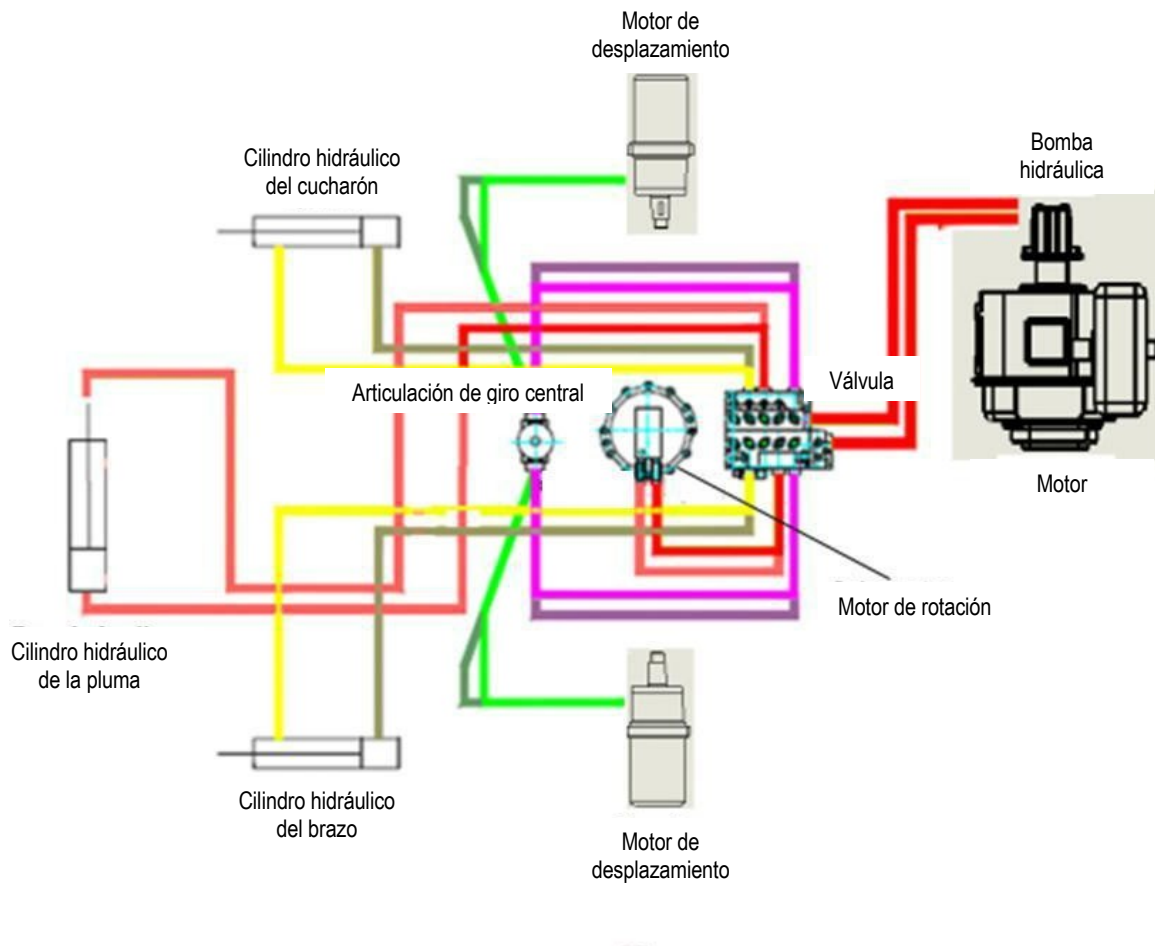 Motor de
desplazamiento
Bomba
hidráulica
Cilindro hidráulico
del cucharón
Articulación de giro central
Válvula
Motor
Motor de rotación
Cilindro hidráulico
de la pluma
Cilindro hidráulico
del brazo
Motor de
desplazamiento